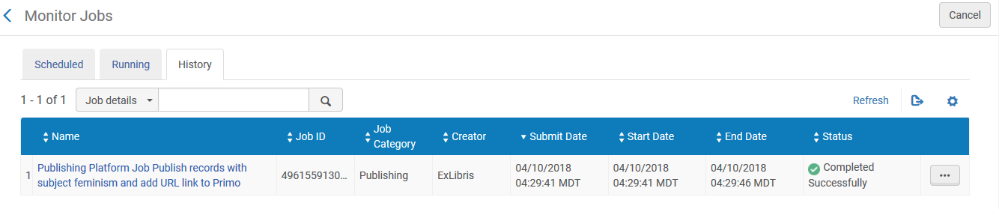 Monitor Jobs
Cancel
Scheduled Running History
1 - 1 of 1 Job details Refresh
Name Job ID Job Category Creator Submit Date Start Date End Date Status
1 Publishing Platform Job Publish records with subject feminism and add URL link to Primo 4961559130... Publishing ExLibris 04/10/2018 04:29:41 MDT 04/10/2018 04:29:41 MDT 04/10/2018 04:29:46 MDT Completed Successfully ...